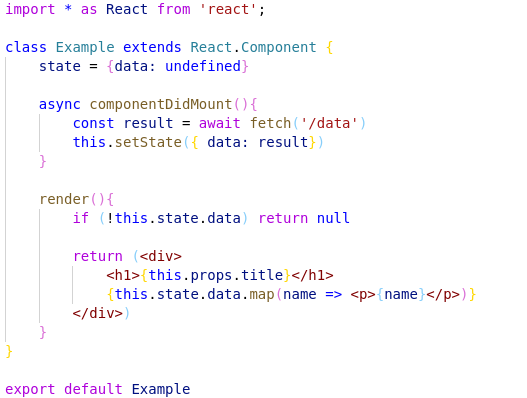 import * as React from 'react';

class Example extends React.Component {
    state = {data: undefined}

    async componentDidMount(){
        const result = await fetch('/data')
        this.setState({ data: result})
    }

    render(){
        if (!this.state.data) return null

        return (<div>
            <h1>{this.props.title}</h1>
            {this.state.data.map(name => <p>{name}</p>)}
        </div>)
    }
}

export default Example